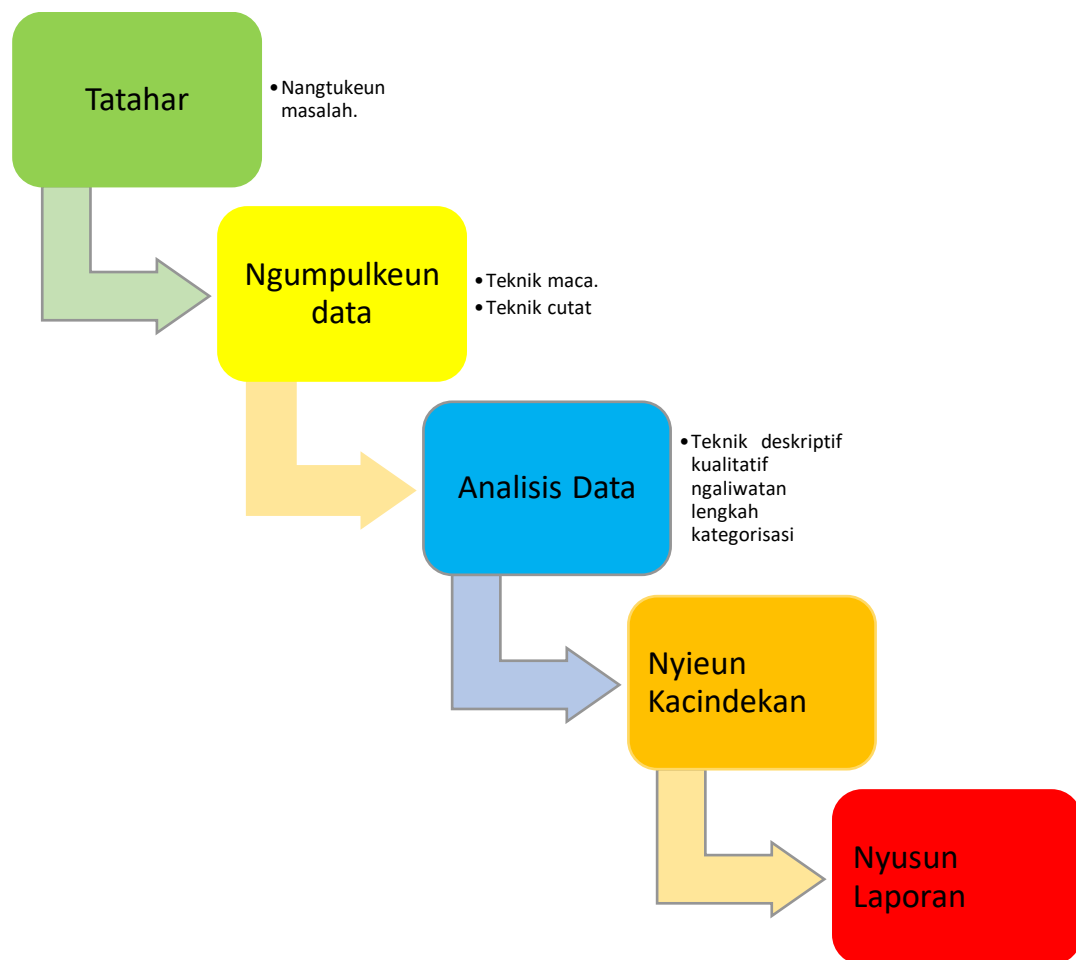 Tatahar
•Nangtukeun
masalah.
Ngumpulkeun
data
•Teknik maca.
•Teknik cutat
Analisis Data
•Teknik deskriptif
kualitatif
ngaliwatan
lengkah
kategorisasi
Nyieun
Kacindekan
Nyusun
Laporan